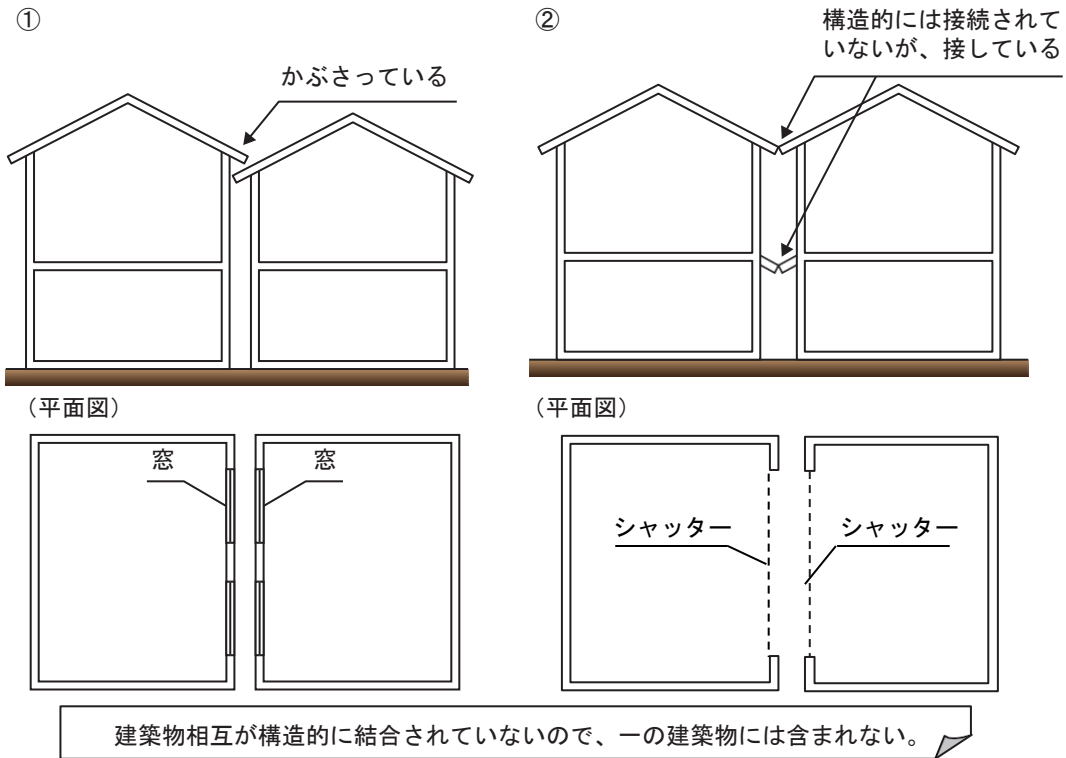 ①
かぶさっている
(平面図)
窓
窓
②
構造的には接続されて
いないが、接している
(平面図)
シャッター
シャッター
建築物相互が構造的に結合されていないので、一の建築物には含まれない。